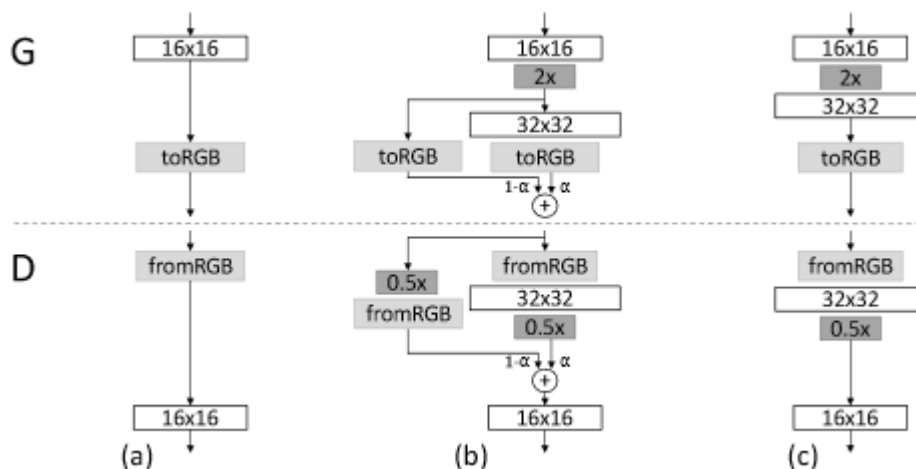 G
16x16
toRGB
16x16
2x
32x32
toRGB
toRGB
1-α
α
+
16x16
2x
32x32
toRGB
D
fromRGB
16x16
0.5x
fromRGB
fromRGB
32x32
0.5x
1-α
α
+
16x16
fromRGB
32x32
0.5x
16x16
(a)
(b)
(c)